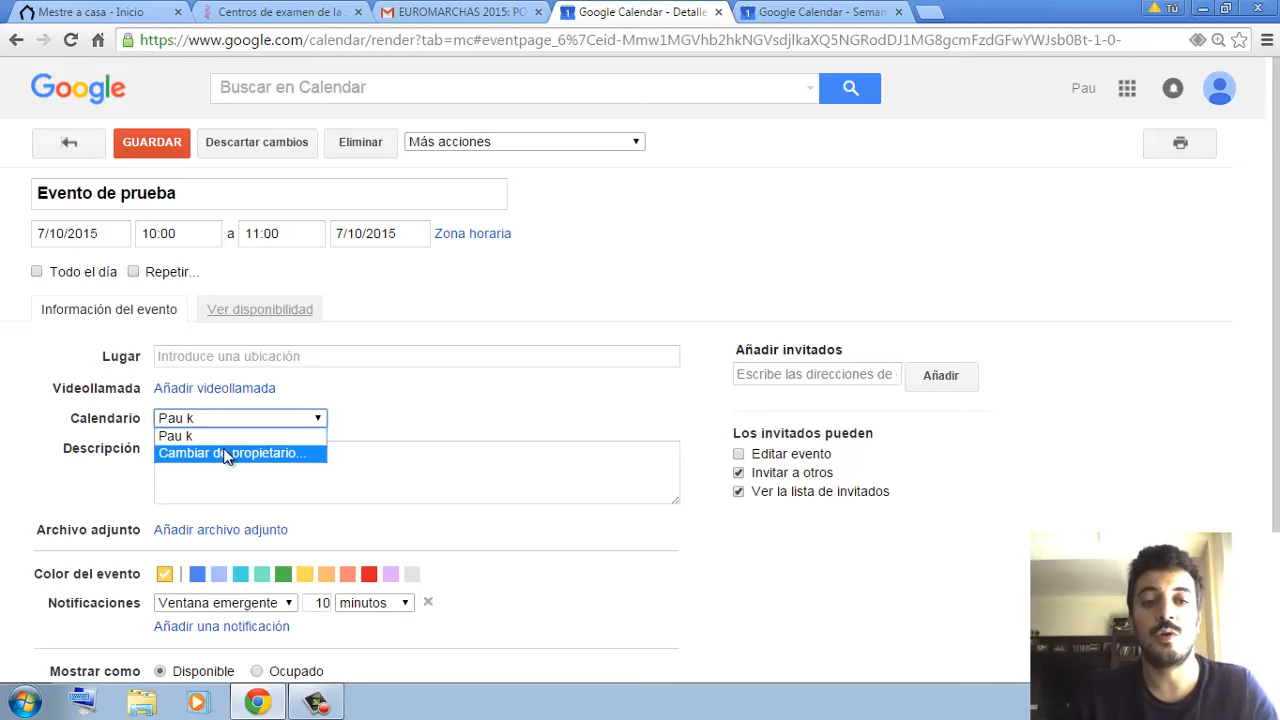 Mestre a casa - Inicio
Centros de examen de la
EUROMARCHAS 2015: PO
Google Calendar - Detalle
Google Calendar - Seman
Tú
https://www.google.com/calendar/render?tab=mc#eventpage_6%7Ceid-Mmw1MGVhb2hkNGVsdjlkaXQ5NGRodDJ1MG8gcmFzdGFwYWJsb0Bt-1-0-
Google
Buscar en Calendar
Pau
GUARDAR
Descartar cambios
Eliminar
Más acciones
Evento de prueba
7/10/2015
10:00
a
11:00
7/10/2015
Zona horaria
Todo el día
Repetir...
Información del evento
Ver disponibilidad
Lugar
Introduce una ubicación
Videollamada
Añadir videollamada
Calendario
Pau k
Pau k
Cambiar de propietario...
Descripción
Archivo adjunto
Añadir archivo adjunto
Color del evento
Notificaciones
Ventana emergente
10
minutos
Añadir una notificación
Mostrar como
Disponible
Ocupado
Añadir invitados
Escribe las direcciones de
Añadir
Los invitados pueden
Editar evento
Invitar a otros
Ver la lista de invitados